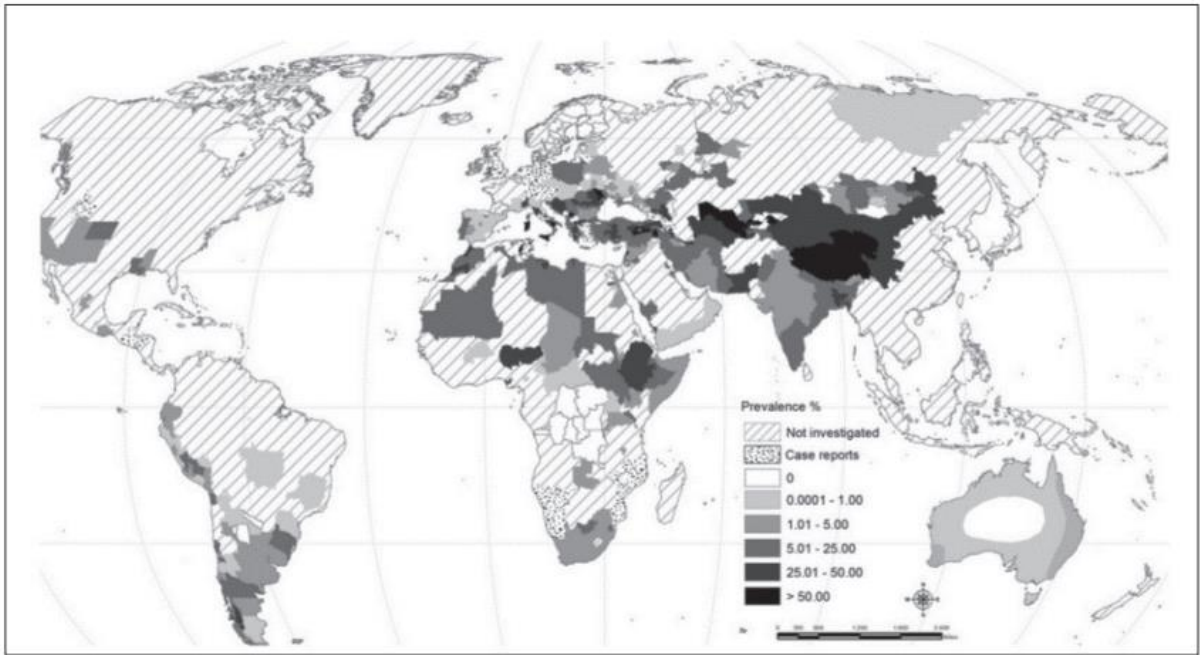 Prevalence %
Not investigated
Case reports
0
0.0001 - 1.00
1.01 - 5.00
5.01 - 25.00
25.01 - 50.00
> 50.00